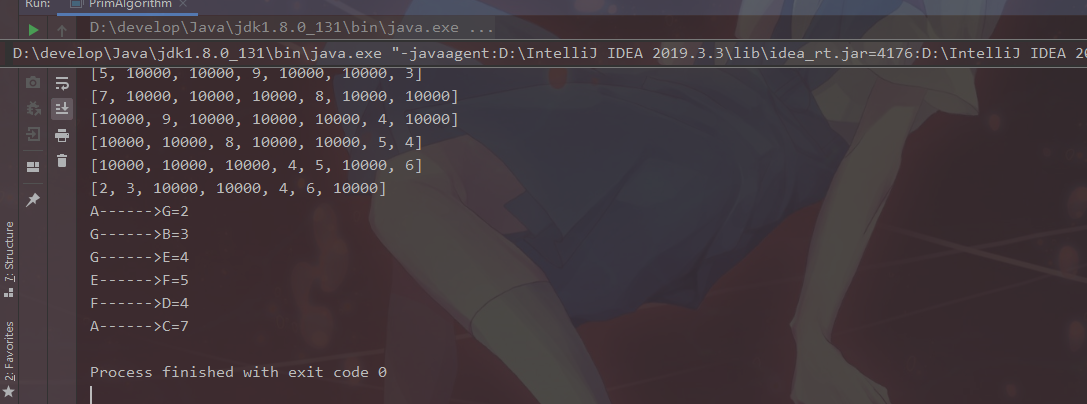 Run: PrimAlgorithm ×
D:\develop\Java\jdk1.8.0_131\bin\java.exe ...
D:\develop\Java\jdk1.8.0_131\bin\java.exe "-javaagent:D:\IntelliJ IDEA 2019.3.3\lib\idea_rt.jar=4176:D:\IntelliJ IDEA 20
[5, 10000, 10000, 9, 10000, 10000, 3]
[7, 10000, 10000, 10000, 8, 10000, 10000]
[10000, 9, 10000, 10000, 10000, 4, 10000]
[10000, 10000, 8, 10000, 10000, 5, 4]
[10000, 10000, 10000, 4, 5, 10000, 6]
[2, 3, 10000, 10000, 4, 6, 10000]
A------>G=2
G------>B=3
G------>E=4
E------>F=5
F------>D=4
A------>C=7
Process finished with exit code 0
7: Structure
2: Favorites